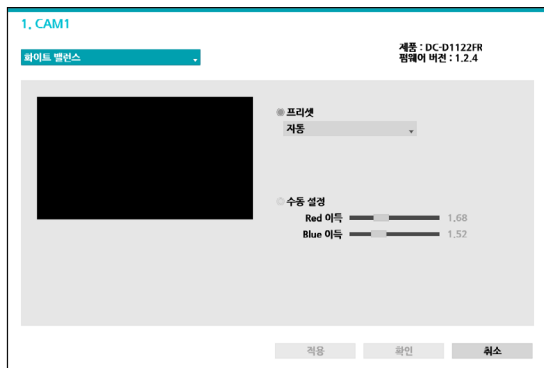 1. CAM1
화이트 밸런스
제품 : DC-D1122FR
펌웨어 버전 : 1.2.4
프리셋
자동
수동 설정
Red 이득 1.68
Blue 이득 1.52
적용 확인 취소